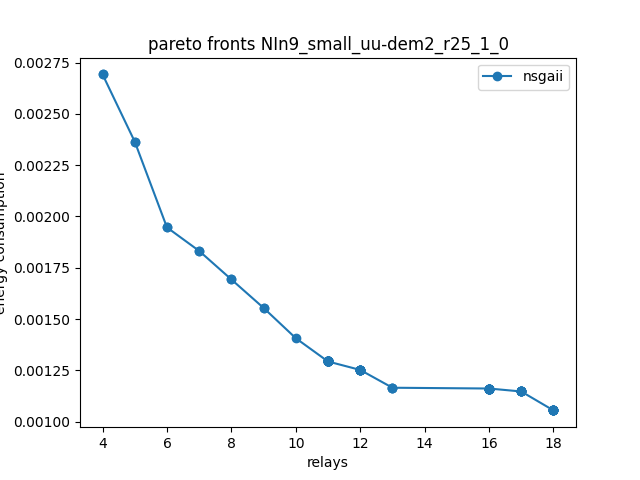 pareto fronts NIn9_small_uu-dem2_r25_1_0
nsgaii
0.00275
0.00250
0.00225
0.00200
0.00175
0.00150
0.00125
0.00100
energy consumption
4 6 8 10 12 14 16 18
relays